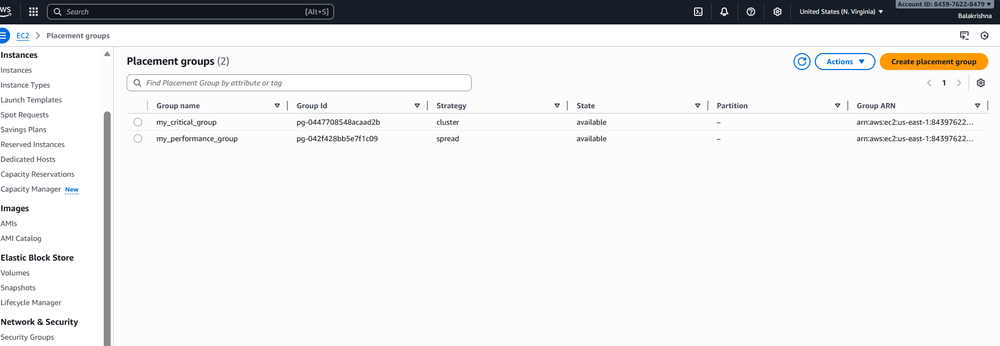 WS
Search [Alt+S]
United States (N. Virginia)
Account ID: 8439-7622-8479
Balakrishna
EC2 Placement groups
Instances
Instances
Instance Types
Launch Templates
Spot Requests
Savings Plans
Reserved Instances
Dedicated Hosts
Capacity Reservations
Capacity Manager New
Images
AMIs
AMI Catalog
Elastic Block Store
Volumes
Snapshots
Lifecycle Manager
Network & Security
Security Groups
Placement groups (2)
Actions
Create placement group
Find Placement Group by attribute or tag
1
Group name Group Id Strategy State Partition Group ARN
my_critical_group pg-0447708548acaad2b cluster available – arn:aws:ec2:us-east-1:84397622...
my_performance_group pg-042f428bb5e7f1c09 spread available – arn:aws:ec2:us-east-1:84397622...